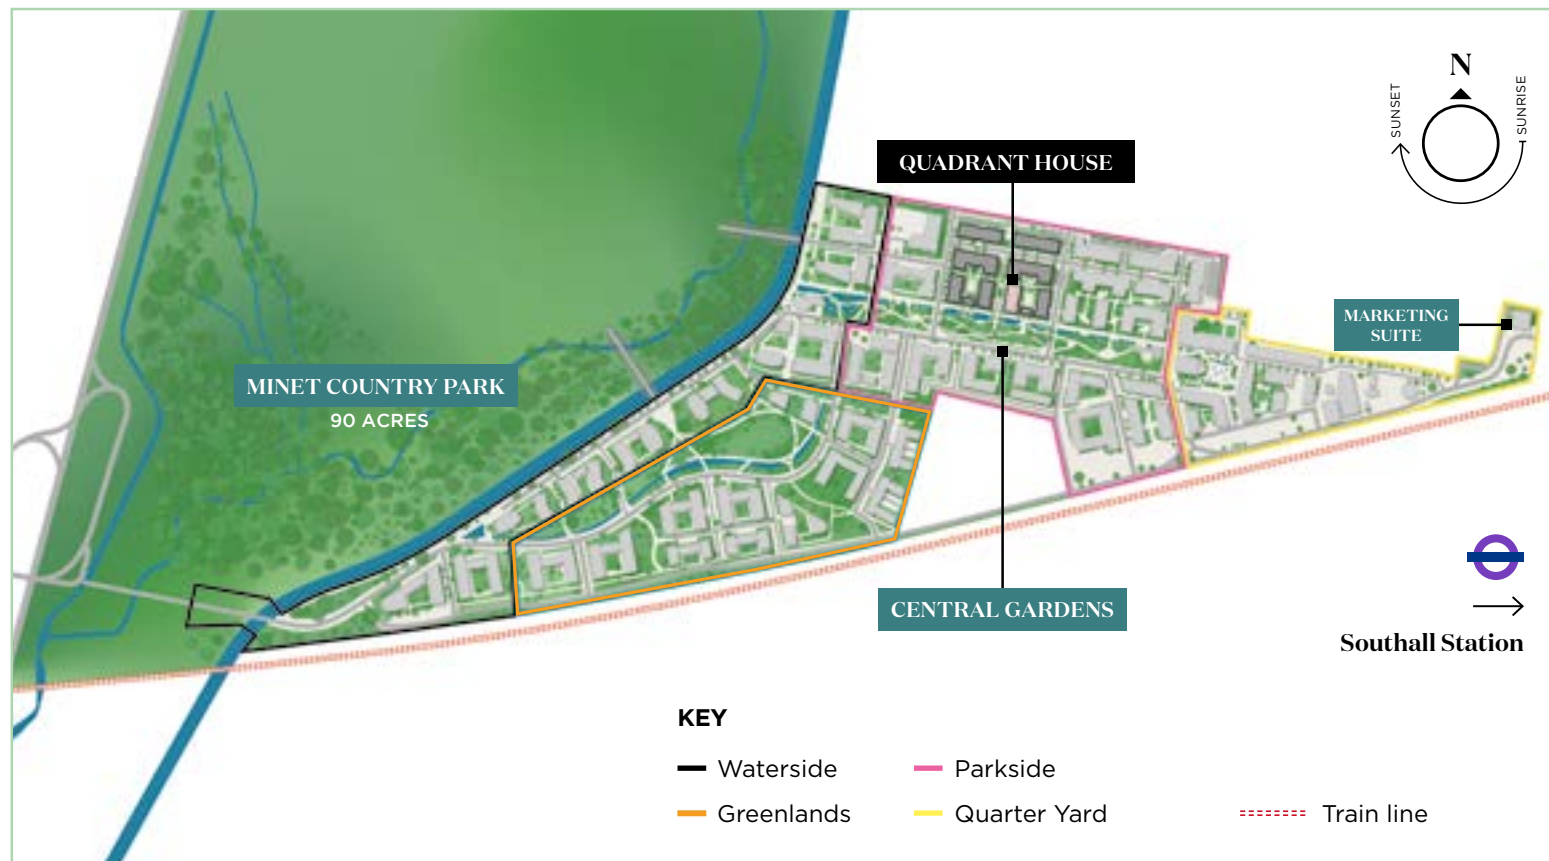 N
SUNSET
SUNRISE
QUADRANT HOUSE
MARKETING
SUITE
MINET COUNTRY PARK
90 ACRES
CENTRAL GARDENS
Southall Station
KEY
Waterside
Parkside
Greenlands
Quarter Yard
Train line